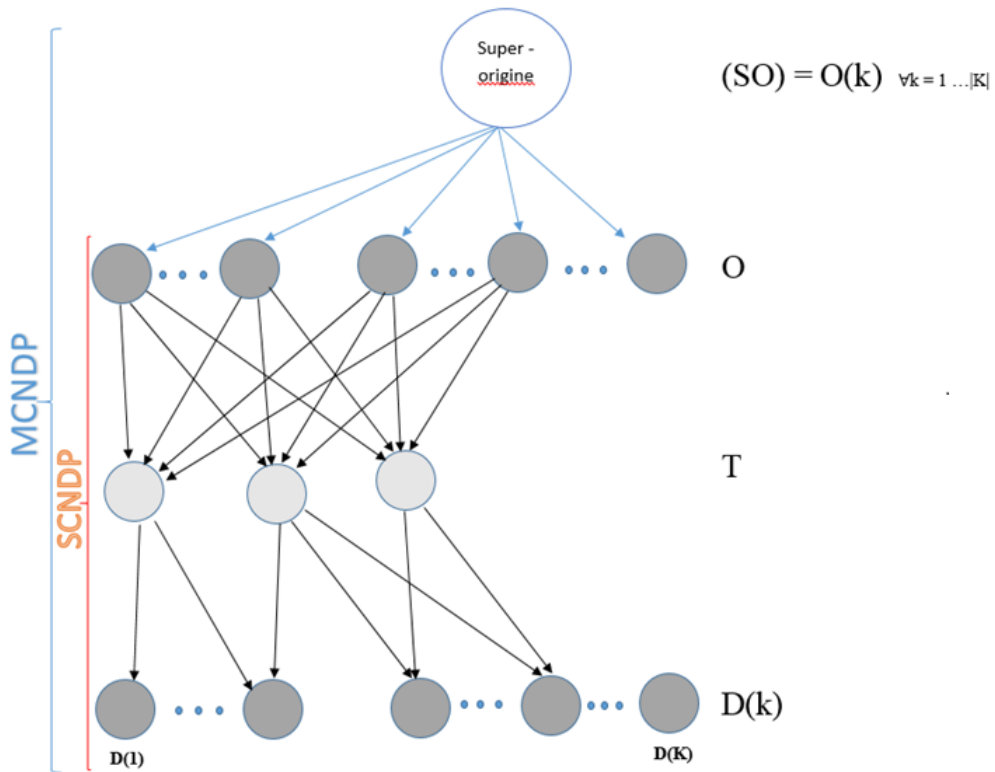 Super -
origine
(SO) = O(k) ∀k = 1 ...|K|
O
MCNDP
T
SCNDP
D(k)
D(1)
D(K)